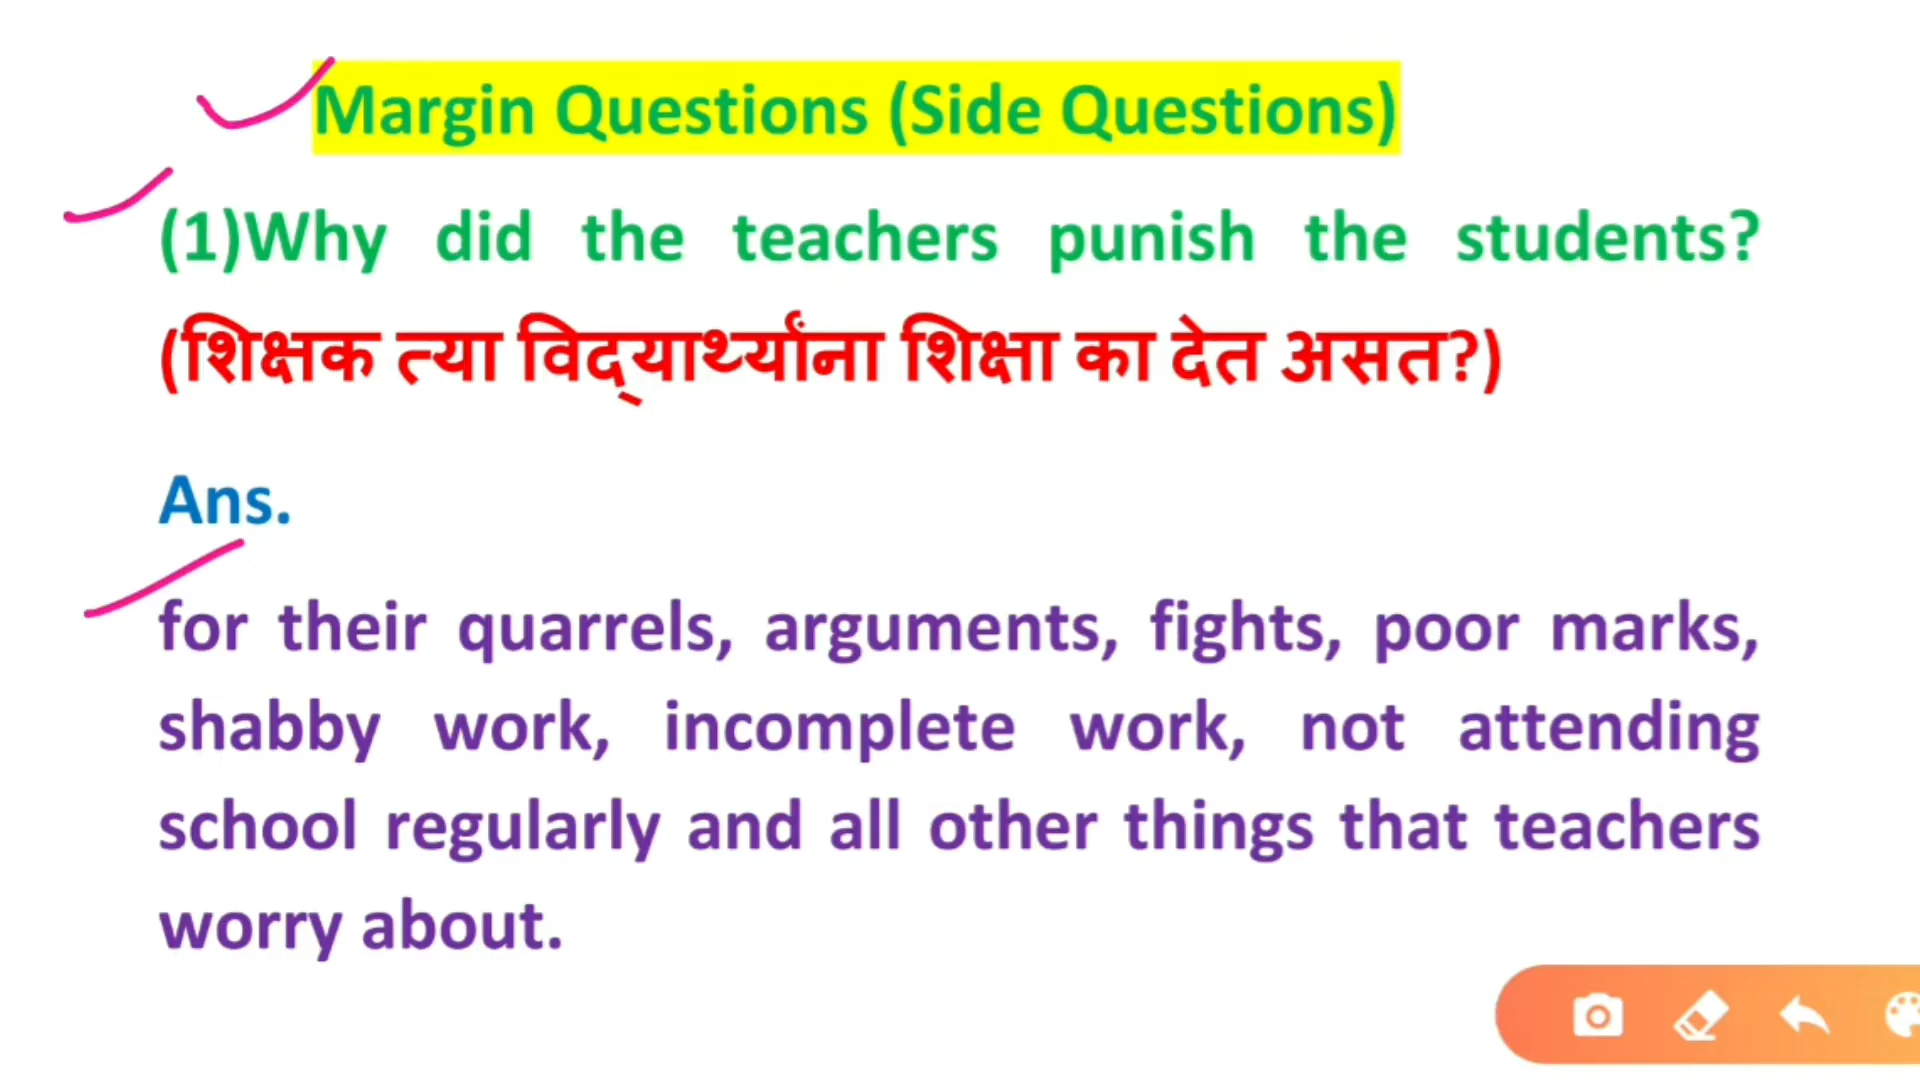 Margin Questions (Side Questions)
(1)Why did the teachers punish the students?
(शिक्षक त्या विद्‌यार्थ्यांना शिक्षा का देत असत?)
Ans.
for their quarrels, arguments, fights, poor marks,
shabby work, incomplete work, not attending
school regularly and all other things that teachers
worry about.